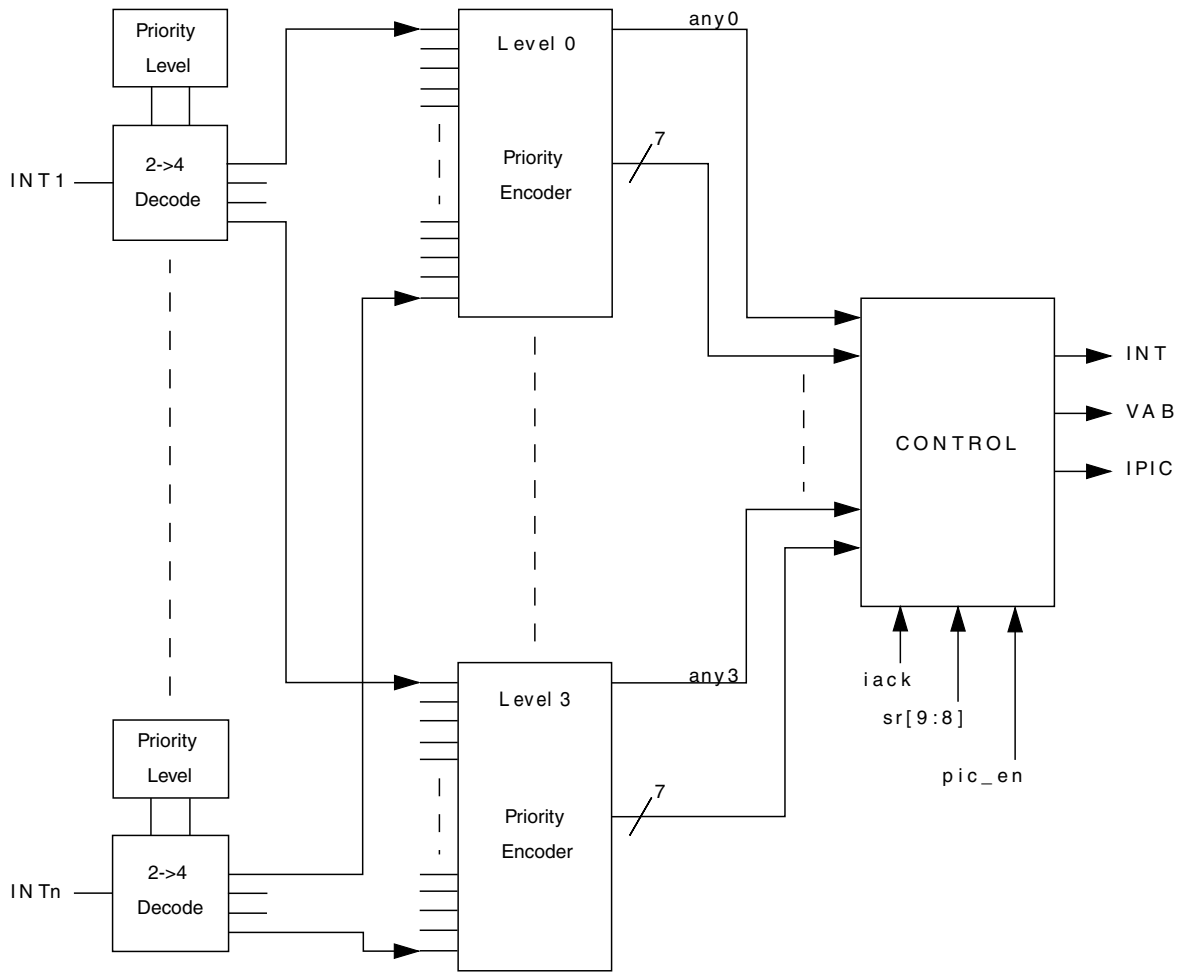 Priority
Level
2->4
Decode
INT1
Level 0
Priority
Encoder
any0
7
CONTROL
INT
VAB
IPIC
iack
sr[9:8]
pic_en
Level 3
Priority
Encoder
any3
7
Priority
Level
2->4
Decode
INTn